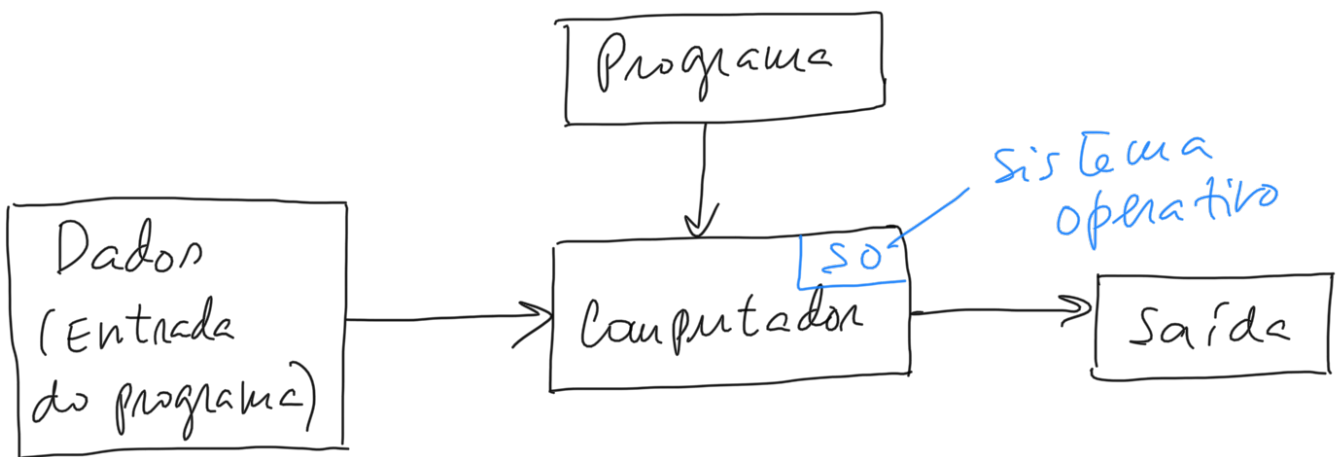 Programa
sistema
operativo
Dados
(Entrada
do programa)
SO
Computador
Saída